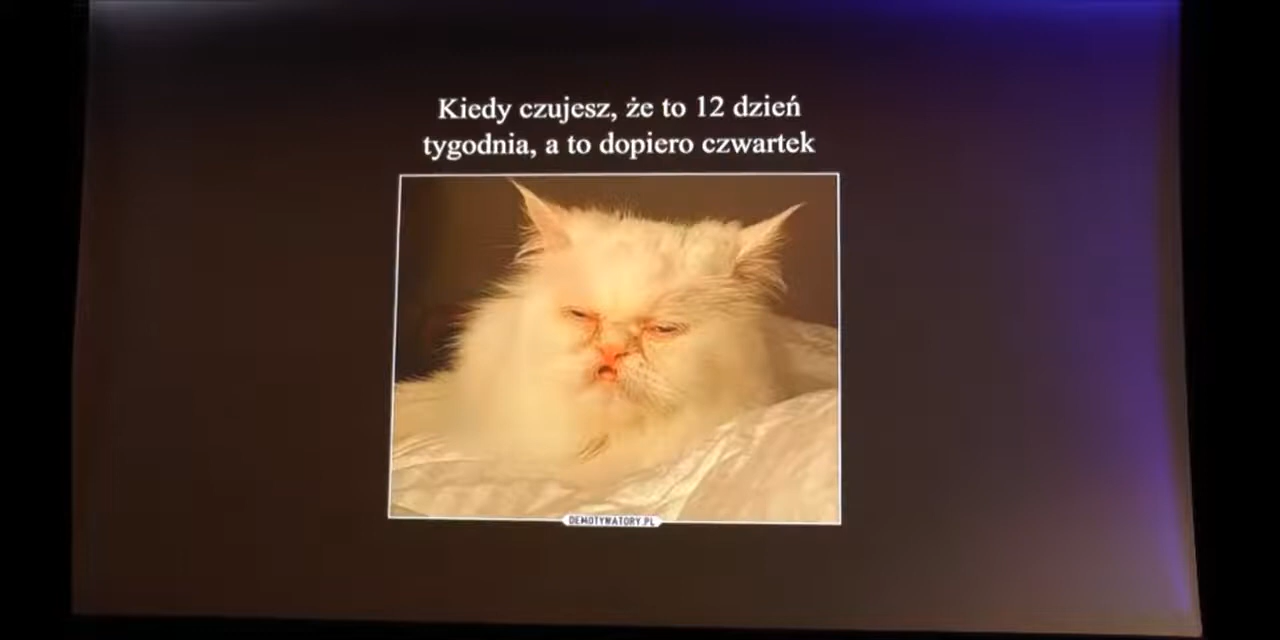 Kiedy czujesz, że to 12 dzień
tygodnia, a to dopiero czwartek
DEMOTYWATORY.PL